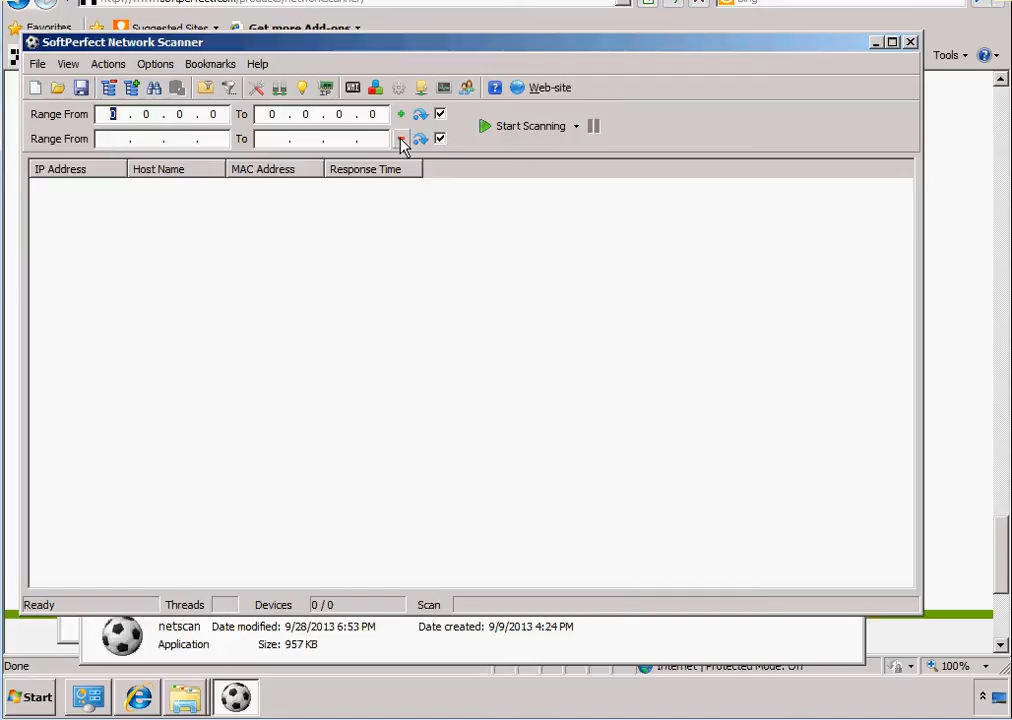 Favorites Suggested Sites Get more Add-ons
SoftPerfect Network Scanner
File View Actions Options Bookmarks Help
Tools
Web-site
Range From 0 . 0 . 0 . 0 To 0 . 0 . 0 . 0
Start Scanning
Range From . . . To . . .
IP Address Host Name MAC Address Response Time
Ready Threads Devices 0 / 0 Scan
netscan Date modified: 9/28/2013 6:53 PM Date created: 9/9/2013 4:24 PM
Application Size: 957 KB
Done Internet | Protected Mode: On 100%
Start